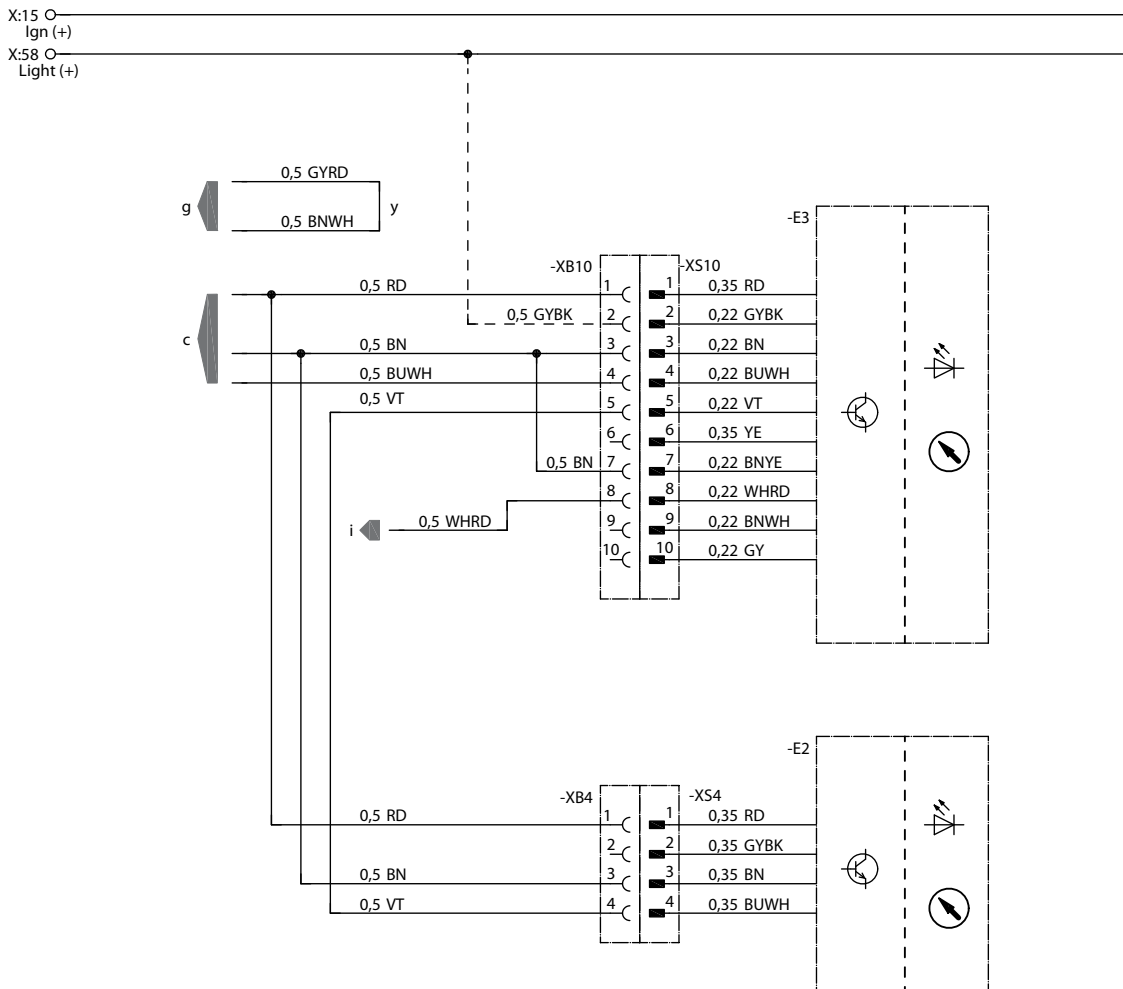 X:15
Ign (+)
X:58
Light (+)
0,5 GYRD
g
y
0,5 BNWH
-E3
-XB10
-XS10
0,5 RD
1
1
0,35 RD
0,5 GYBK
2
2
0,22 GYBK
c
0,5 BN
3
3
0,22 BN
0,5 BUWH
4
4
0,22 BUWH
0,5 VT
5
5
0,22 VT
6
6
0,35 YE
0,5 BN
7
7
0,22 BNYE
8
8
0,22 WHRD
i
0,5 WHRD
9
9
0,22 BNWH
10
10
0,22 GY
-E2
-XB4
-XS4
0,5 RD
1
1
0,35 RD
2
2
0,35 GYBK
0,5 BN
3
3
0,35 BN
0,5 VT
4
4
0,35 BUWH